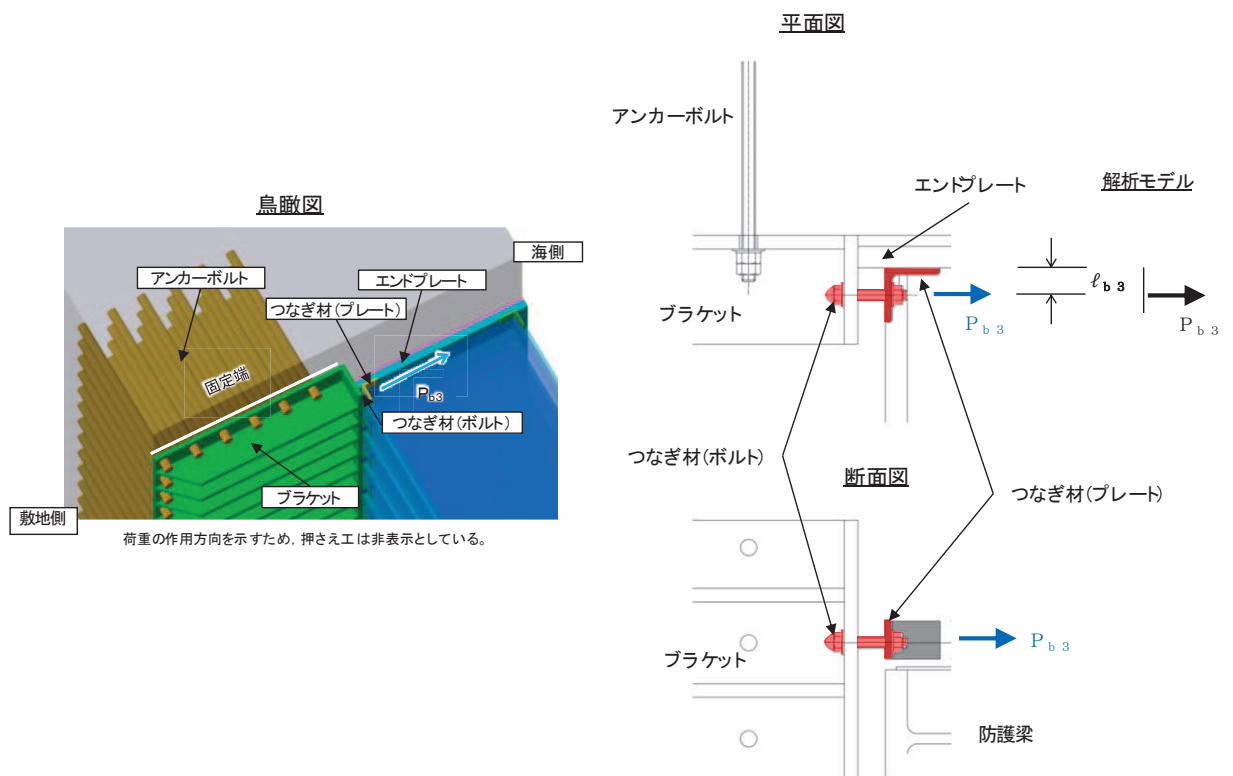 鳥瞰図
海側
アンカーボルト
エンドプレート
つなぎ材(プレート)
固定端
Pb3
つなぎ材(ボルト)
ブラケット
敷地側
荷重の作用方向を示すため,押さえ工は非表示としている。
平面図
アンカーボルト
エンドプレート
解析モデル
ブラケット
ℓb3
Pb3
Pb3
つなぎ材(ボルト)
断面図
つなぎ材(プレート)
ブラケット
Pb3
防護梁